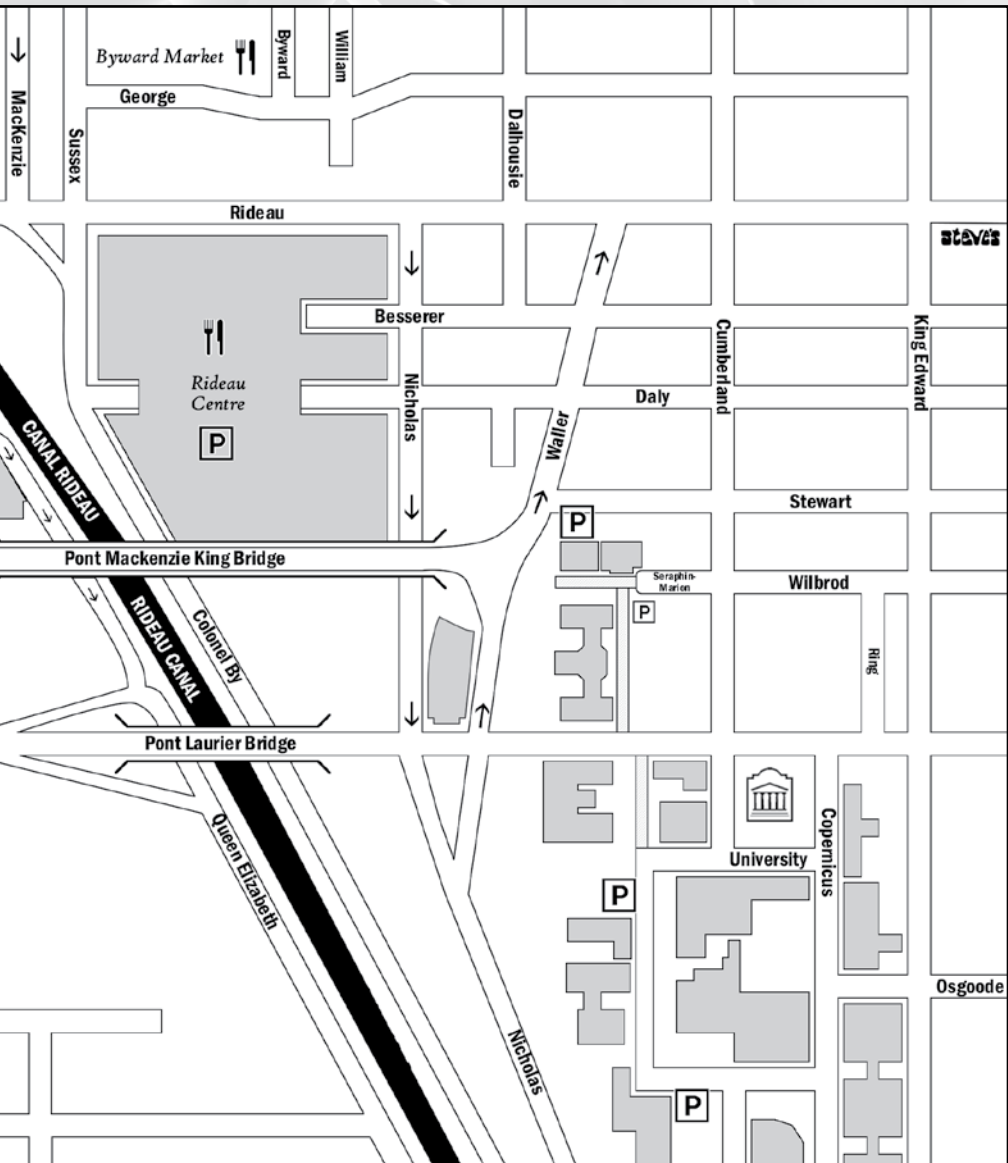 Byward Market
Byward
William
MacKenzie
George
Sussex
Dalhousie
Rideau
steve's
Besserer
Cumberland
King Edward
Rideau
Centre
P
Nicholas
Daly
Waller
CANAL RIDEAU
Stewart
P
Pont Mackenzie King Bridge
Seraphin-
Marion
Wilbrod
P
RIDEAU CANAL
Colonel By
Ring
Pont Laurier Bridge
Queen Elizabeth
Copernicus
University
P
Osgoode
Nicholas
P